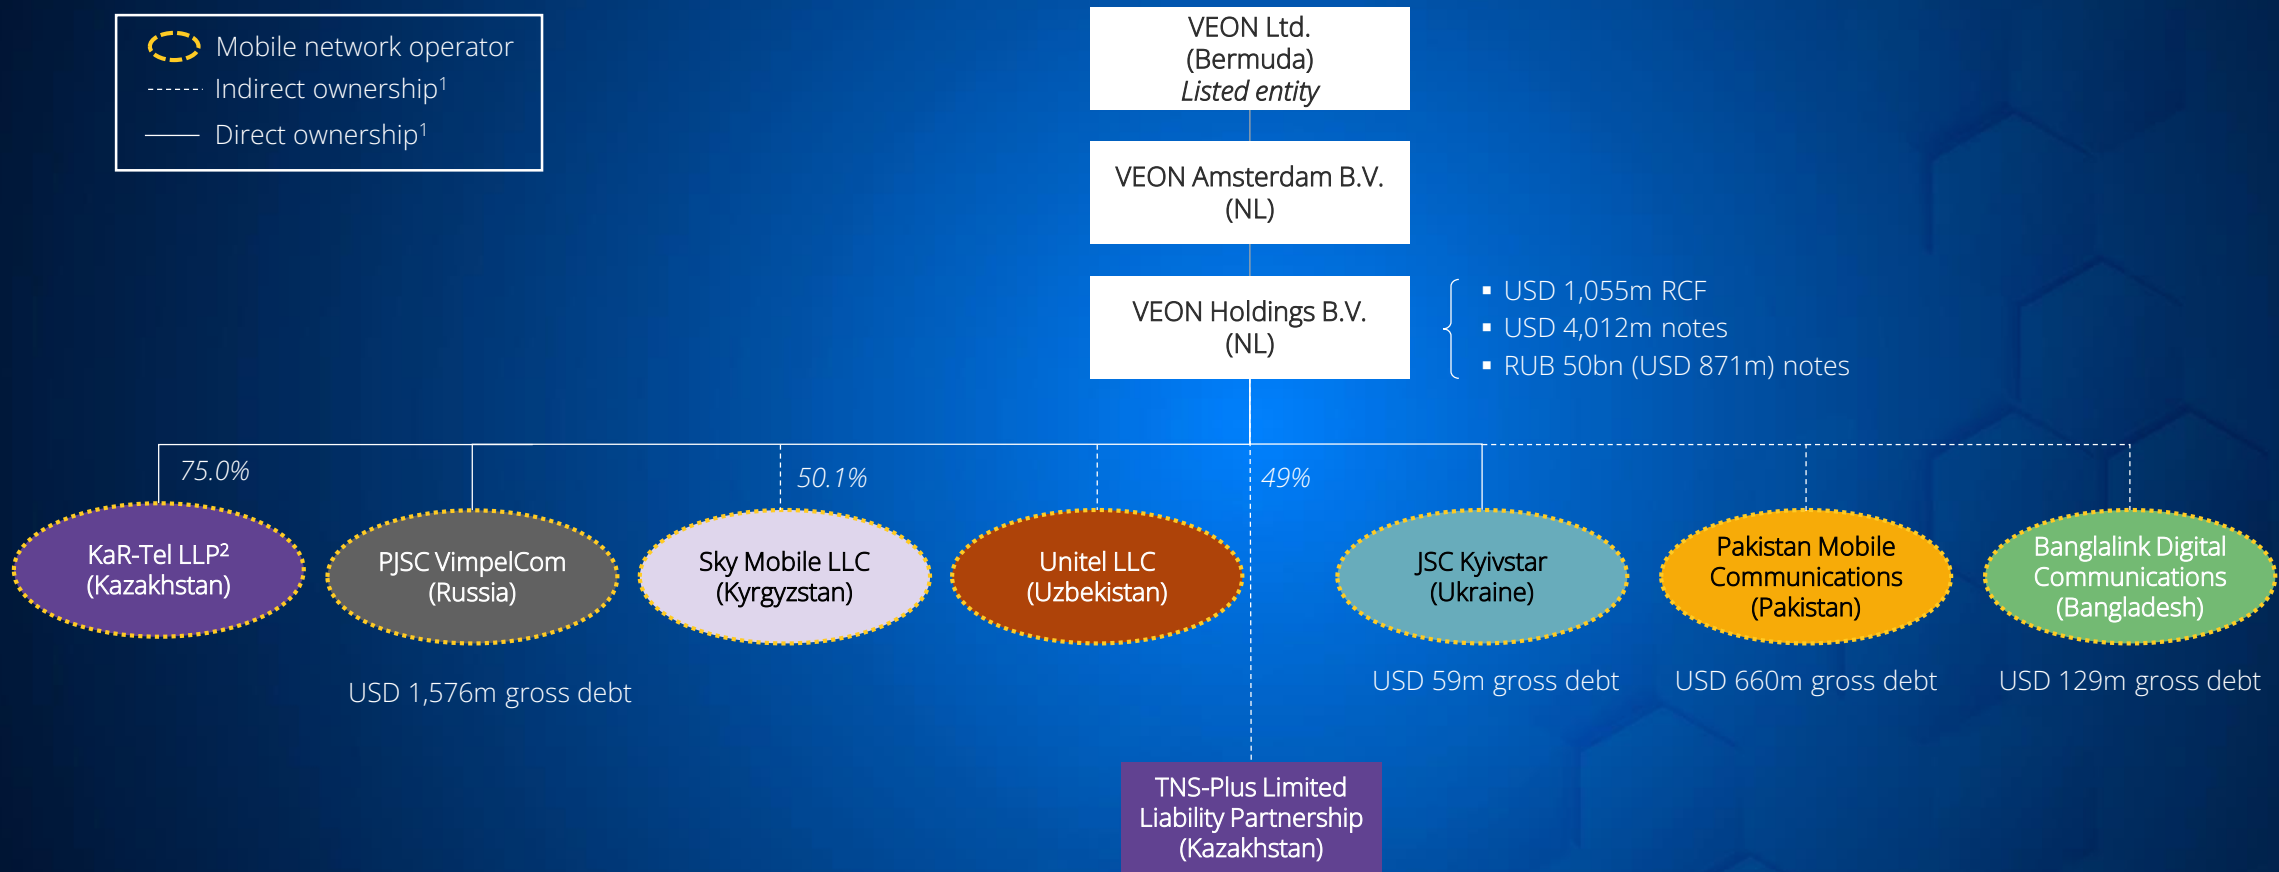 Mobile network operator
Indirect ownership¹
Direct ownership¹
VEON Ltd.
(Bermuda)
Listed entity
VEON Amsterdam B.V.
(NL)
VEON Holdings B.V.
(NL)
▪ USD 1,055m RCF
▪ USD 4,012m notes
▪ RUB 50bn (USD 871m) notes
75.0%
50.1%
49%
KaR-Tel LLP²
(Kazakhstan)
PJSC VimpelCom
(Russia)
Sky Mobile LLC
(Kyrgyzstan)
Unitel LLC
(Uzbekistan)
JSC Kyivstar
(Ukraine)
Pakistan Mobile
Communications
(Pakistan)
Banglalink Digital
Communications
(Bangladesh)
USD 1,576m gross debt
USD 59m gross debt
USD 660m gross debt
USD 129m gross debt
TNS-Plus Limited
Liability Partnership
(Kazakhstan)